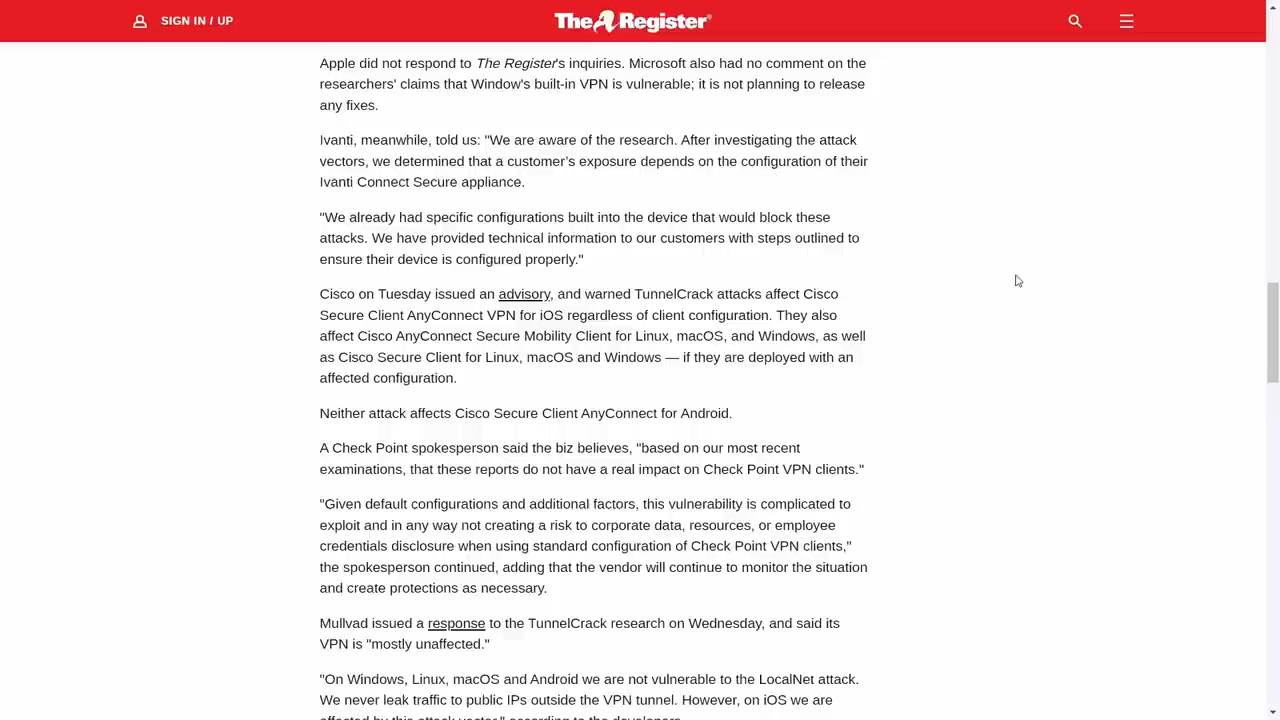 SIGN IN / UP
The Register®
Apple did not respond to The Register's inquiries. Microsoft also had no comment on the
researchers' claims that Window's built-in VPN is vulnerable; it is not planning to release
any fixes.
Ivanti, meanwhile, told us: "We are aware of the research. After investigating the attack
vectors, we determined that a customer’s exposure depends on the configuration of their
Ivanti Connect Secure appliance.
"We already had specific configurations built into the device that would block these
attacks. We have provided technical information to our customers with steps outlined to
ensure their device is configured properly."
Cisco on Tuesday issued an advisory, and warned TunnelCrack attacks affect Cisco
Secure Client AnyConnect VPN for iOS regardless of client configuration. They also
affect Cisco AnyConnect Secure Mobility Client for Linux, macOS, and Windows, as well
as Cisco Secure Client for Linux, macOS and Windows — if they are deployed with an
affected configuration.
Neither attack affects Cisco Secure Client AnyConnect for Android.
A Check Point spokesperson said the biz believes, "based on our most recent
examinations, that these reports do not have a real impact on Check Point VPN clients."
"Given default configurations and additional factors, this vulnerability is complicated to
exploit and in any way not creating a risk to corporate data, resources, or employee
credentials disclosure when using standard configuration of Check Point VPN clients,"
the spokesperson continued, adding that the vendor will continue to monitor the situation
and create protections as necessary.
Mullvad issued a response to the TunnelCrack research on Wednesday, and said its
VPN is "mostly unaffected."
"On Windows, Linux, macOS and Android we are not vulnerable to the LocalNet attack.
We never leak traffic to public IPs outside the VPN tunnel. However, on iOS we are
affected by this attack vector," according to the developers.